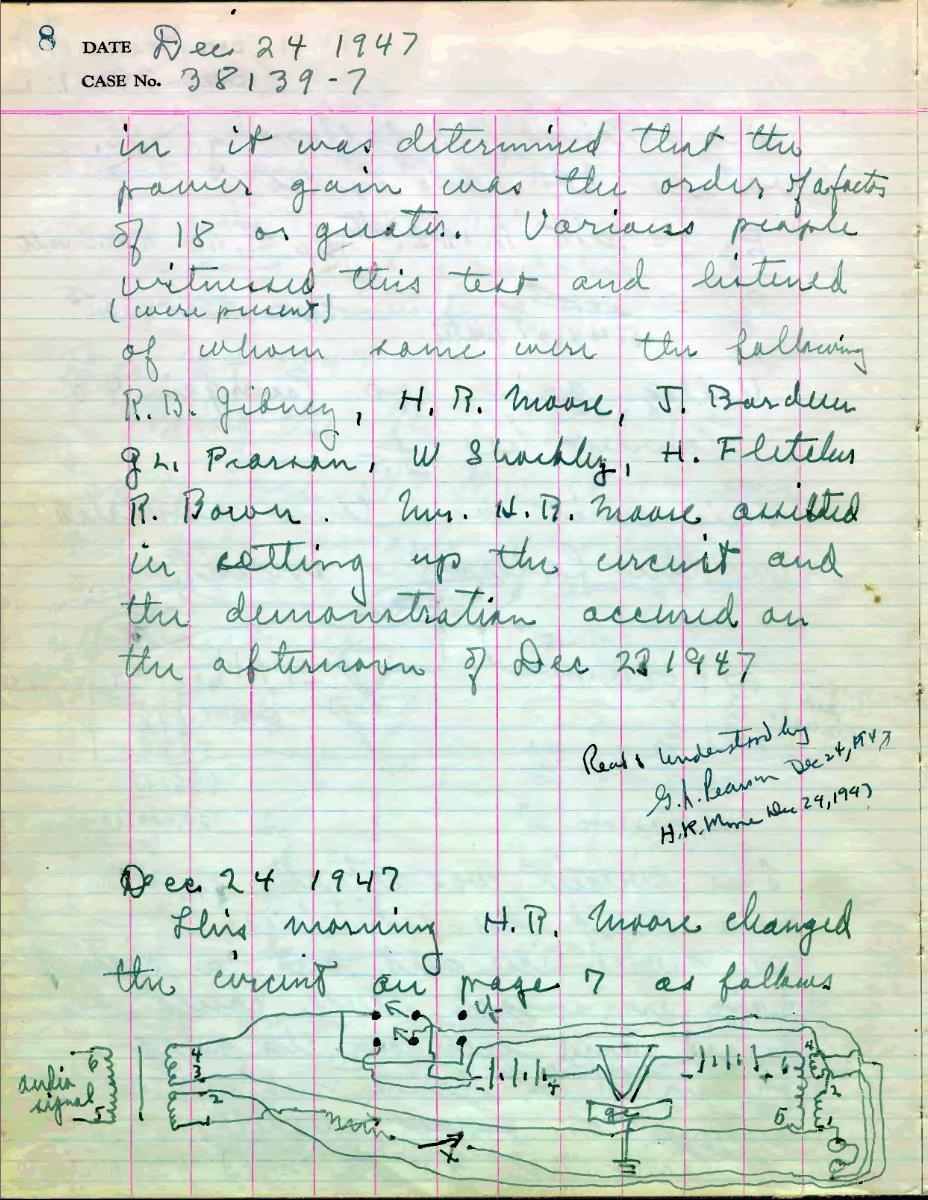 8
DATE Dec 24 1947
CASE No. 38139-7
in it was determined that the
power gain was the order of a factor
of 18 or greater. Various people
witnessed this test and listened
(were present)
of whom some were the following
R.B. Gibney, H.R. Moore, J. Bardeen
G.L. Pearson, W Shockley, H. Fletcher
R. Bown. Mr. H.R. Moore assisted
in setting up the circuit and
the demonstration occured on
the afternoon of Dec 23 1947
Read & Understood by
G.L. Pearson Dec 24, 1947
H.R. Moore Dec 24, 1947
Dec 24 1947
This morning H.R. Moore changed
the circuit on page 7 as follows
y
4
3
2
1
6
5
audio
signal
+
-
4
2
1
6
5
x